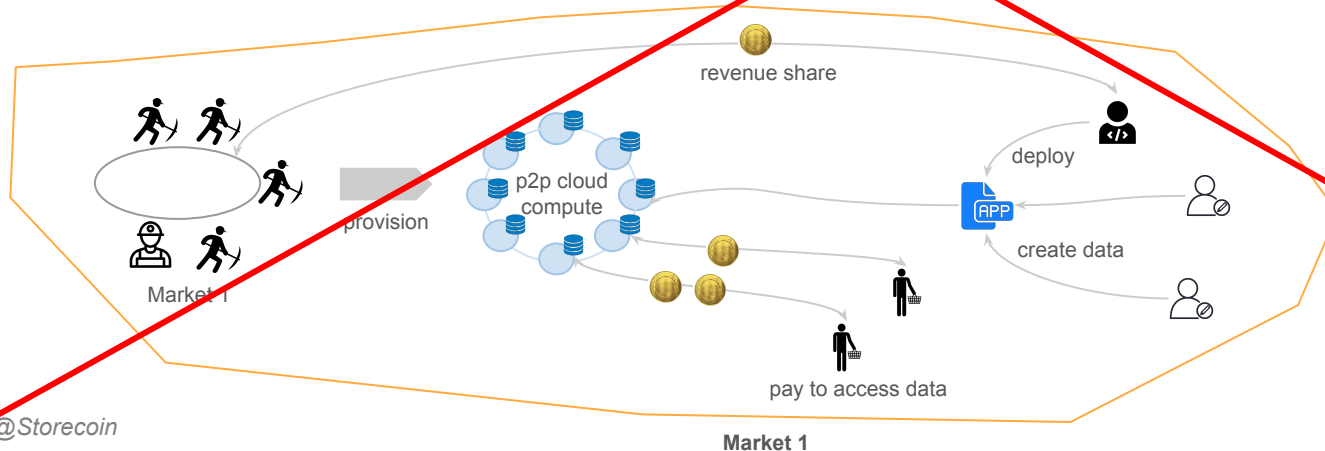 revenue share
deploy
</>
p2p cloud
compute
APP
provision
create data
Market 1
pay to access data
@Storecoin
Market 1